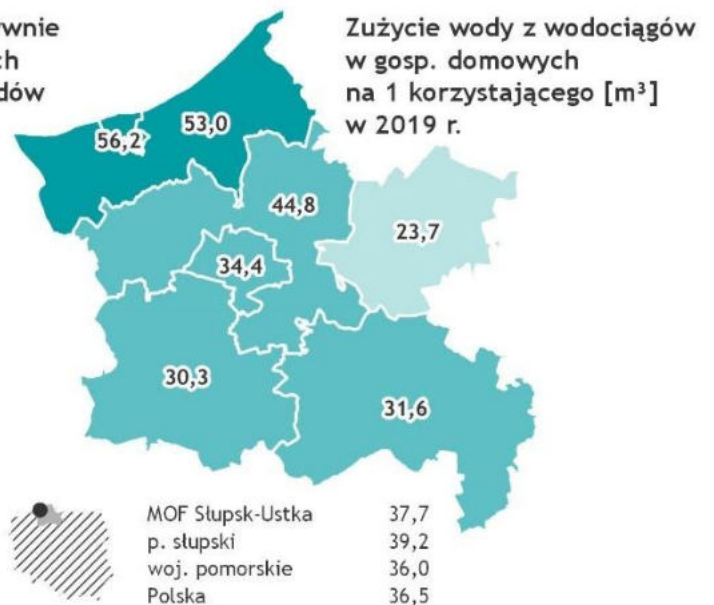 Zużycie wody z wodociągów
w gosp. domowych
na 1 korzystającego [m³]
w 2019 r.
53,0
56,2
44,8
23,7
34,4
30,3
31,6
MOF Słupsk-Ustka 37,7
p. słupski 39,2
woj. pomorskie 36,0
Polska 36,5